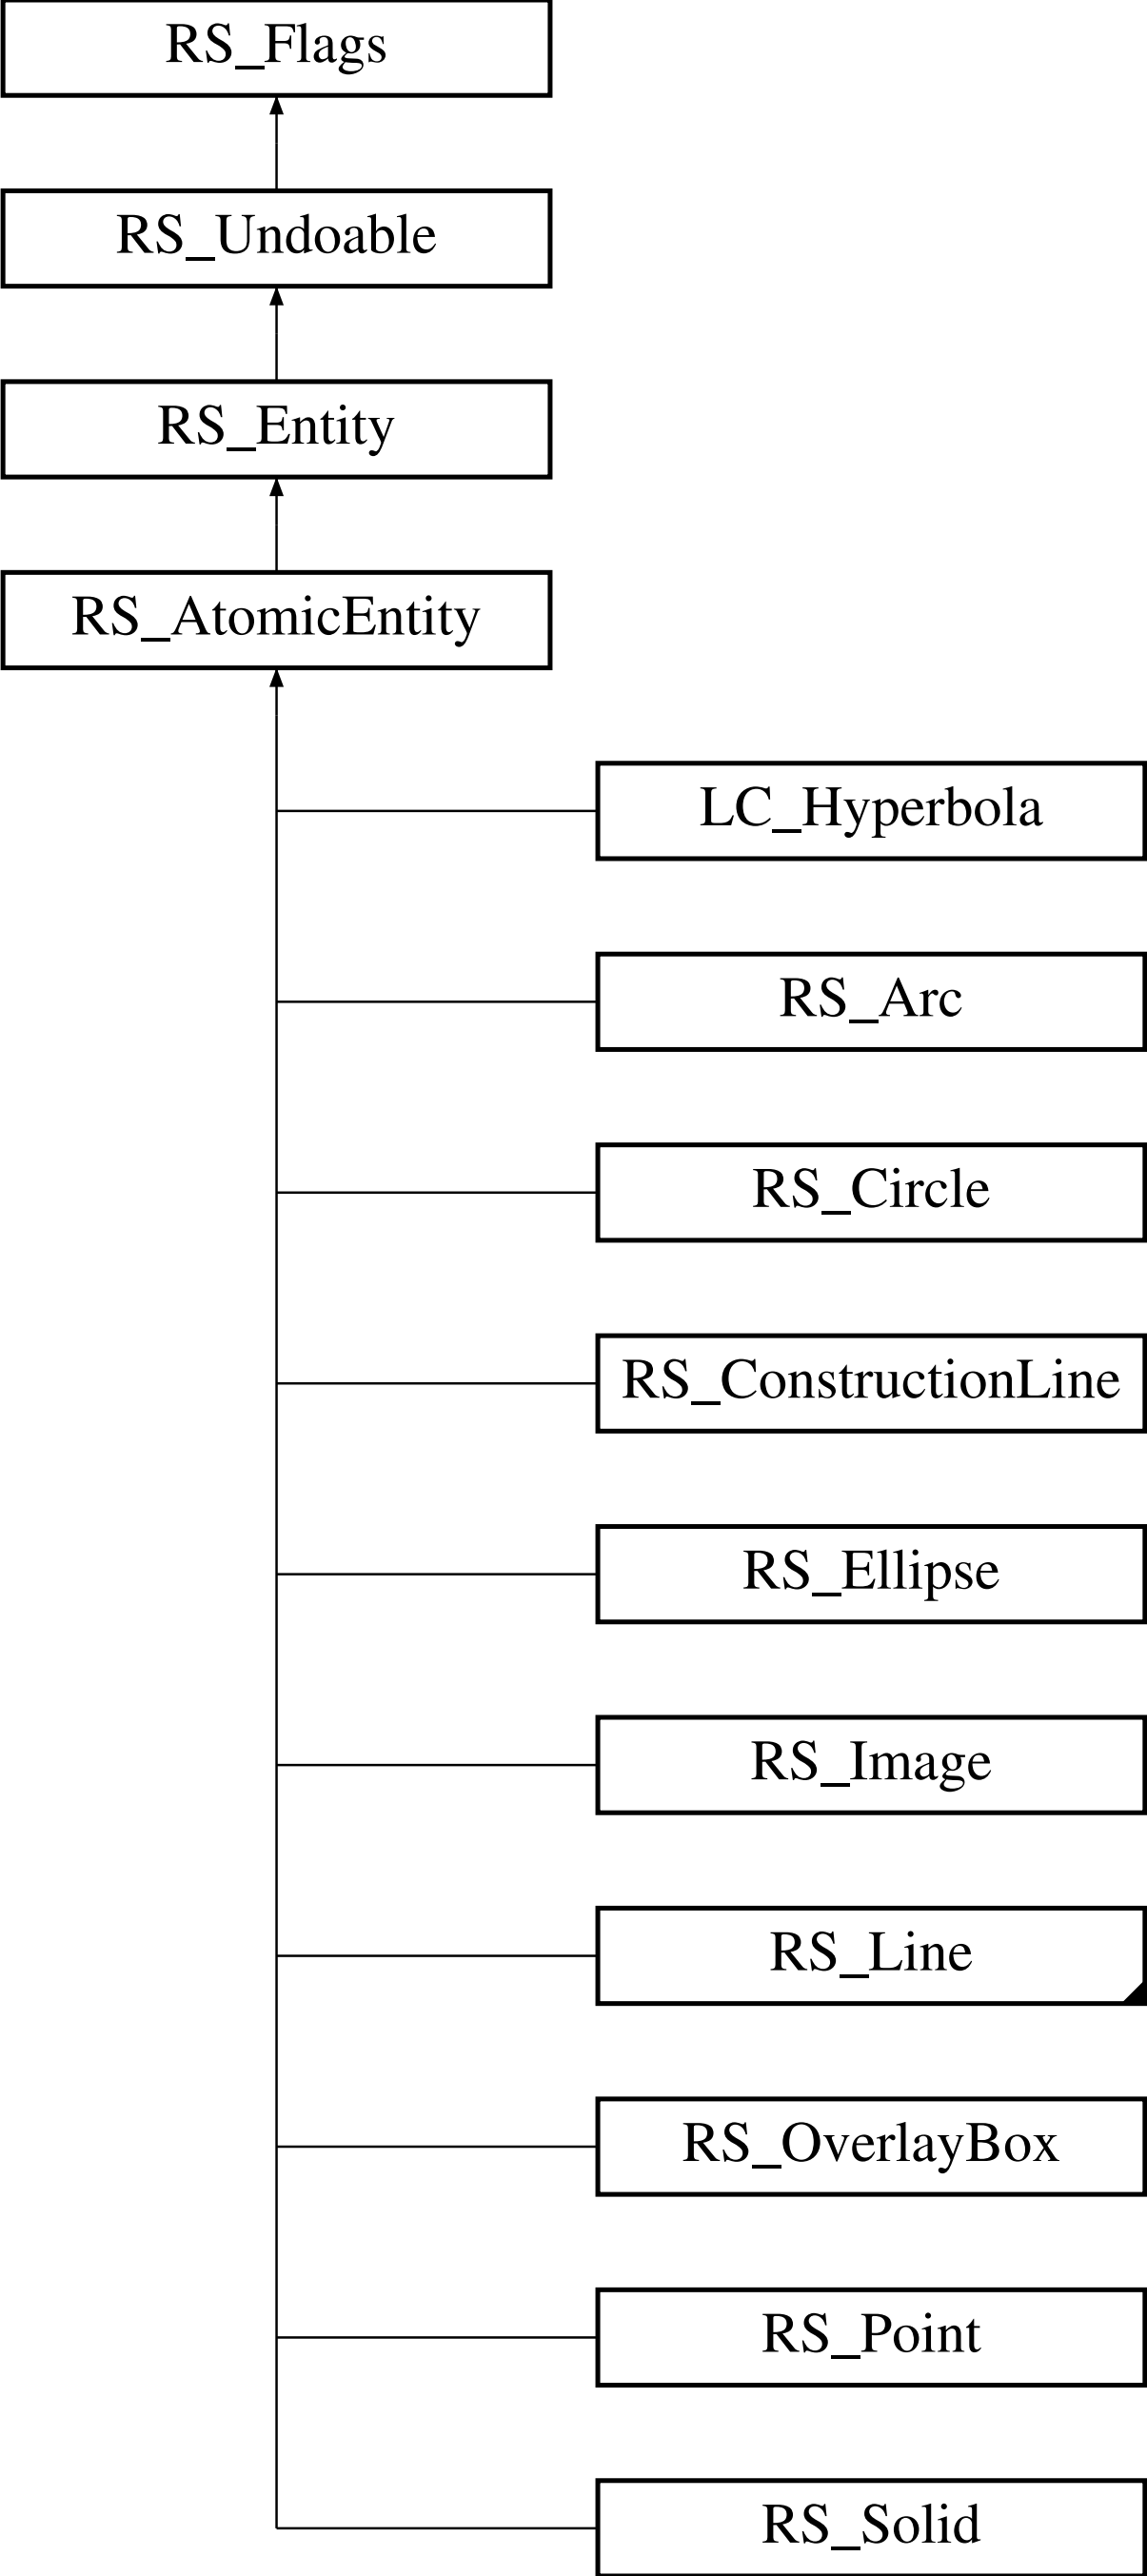 RS_Flags
RS_Undoable
RS_Entity
RS_AtomicEntity
LC_Hyperbola
RS_Arc
RS_Circle
RS_ConstructionLine
RS_Ellipse
RS_Image
RS_Line
RS_OverlayBox
RS_Point
RS_Solid